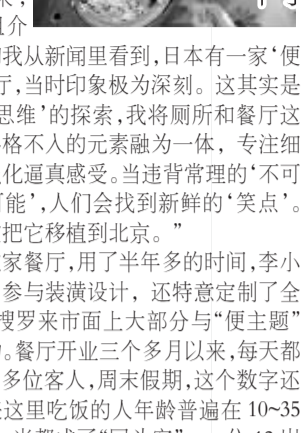 且介
我从新闻里看到，日本有一家‘便
厅，当时印象极为深刻。这其实是
思维’的探索，我将厕所和餐厅这
格格不入的元素融为一体，专注细
化逼真感受。当违背常理的‘不可
可能’，人们会找到新鲜的‘笑点’。
把它移植到北京。”
家餐厅，用了半年多的时间，李小
参与装潢设计，还特意定制了全
搜罗来市面上大部分与“便主题”
。餐厅开业三个多月以来，每天都
多位客人，周末假期，这个数字还
这里吃饭的人年龄普遍在 10~35